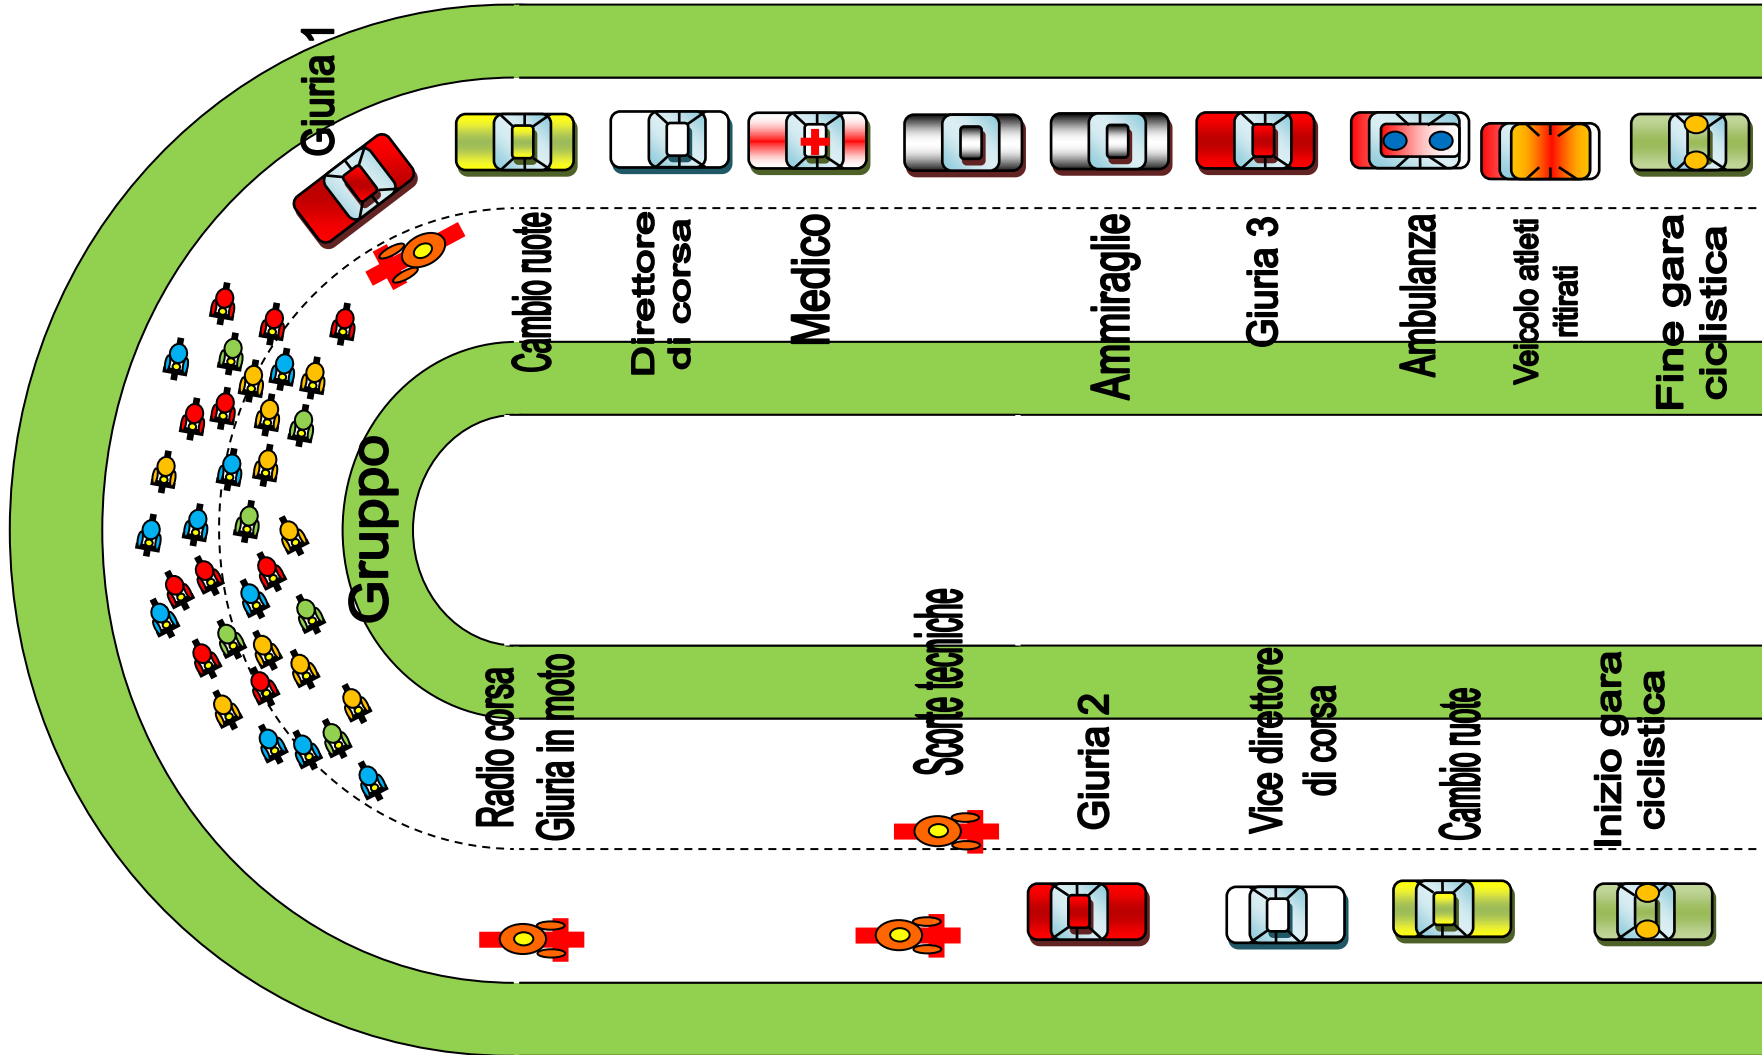 Giuria 1
Cambio ruote
Direttore
di corsa
Medico
Ammiraglie
Giuria 3
Ambulanza
Veicolo atleti
ritirati
Fine gara
ciclistica
Gruppo
Radio corsa
Giuria in moto
Scorte tecniche
Giuria 2
Vice direttore
di corsa
Cambio ruote
Inizio gara
ciclistica